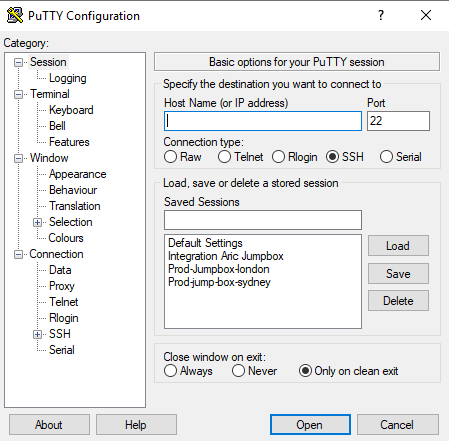 PuTTY Configuration
?
Category:
Session
Logging
Terminal
Keyboard
Bell
Features
Window
Appearance
Behaviour
Translation
Selection
Colours
Connection
Data
Proxy
Telnet
Rlogin
SSH
Serial
Basic options for your PuTTY session
Specify the destination you want to connect to
Host Name (or IP address) Port
22
Connection type:
Raw Telnet Rlogin SSH Serial
Load, save or delete a stored session
Saved Sessions
Default Settings
Integration Aric Jumpbox
Prod-Jumpbox-london
Prod-jump-box-sydney
Load
Save
Delete
Close window on exit:
Always Never Only on clean exit
About Help Open Cancel